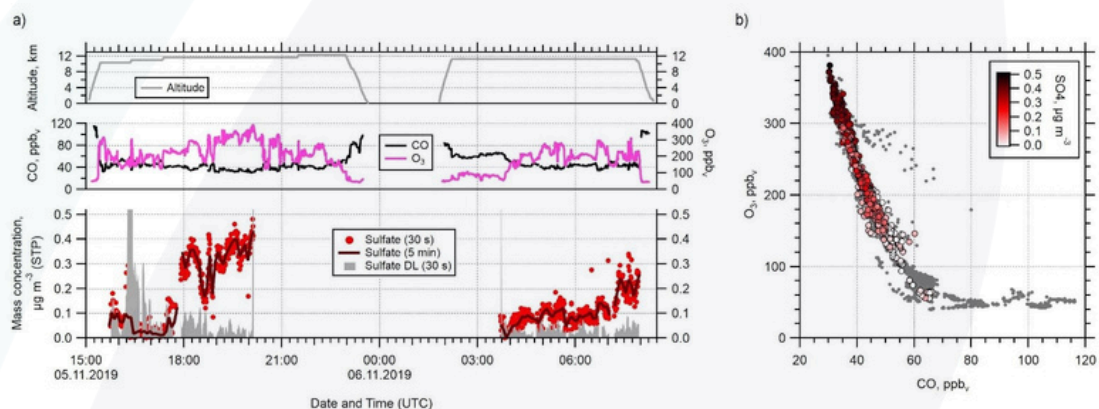 a)
Altitude, km
12
8
4
0
Altitude
12
8
4
0
CO, ppbv
120
80
40
0
CO
O3
400
300
200
100
0
O3, ppbv
Mass concentration,
µg m-3 (STP)
0.5
0.4
0.3
0.2
0.1
0.0
Sulfate (30 s)
Sulfate (5 min)
Sulfate DL (30 s)
0.5
0.4
0.3
0.2
0.1
0.0
15:00 18:00 21:00 00:00 03:00 06:00
05.11.2019 06.11.2019
Date and Time (UTC)
b)
O3, ppbv
400
300
200
100
0
0.5
0.4
0.3
0.2
0.1
0.0
SO4, µg m-3
20 40 60 80 100 120
CO, ppbv